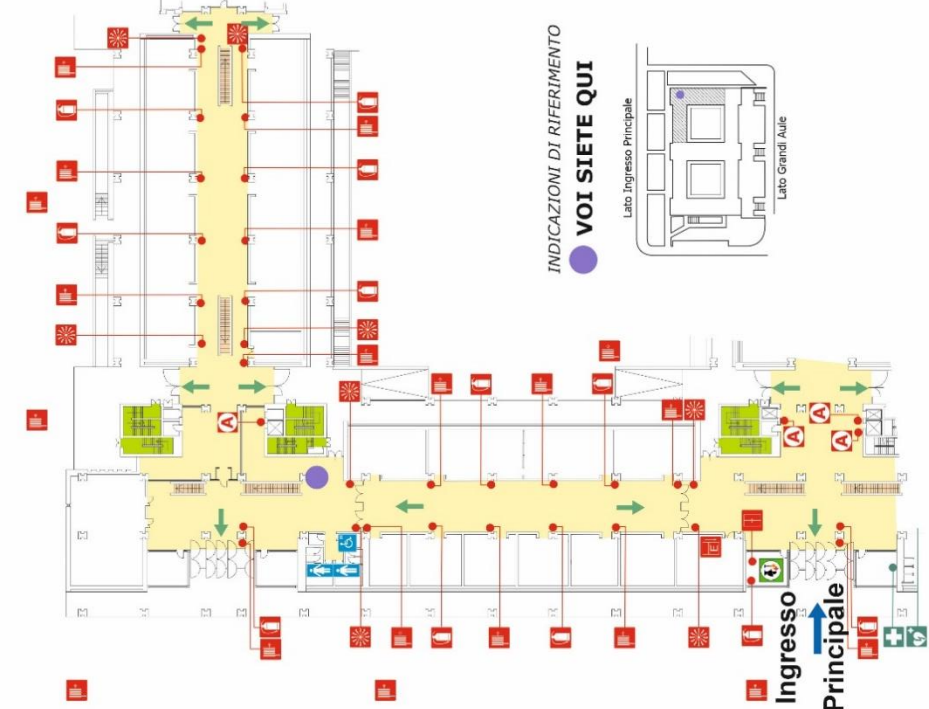 INDICAZIONI DI RIFERIMENTO
VOI SIETE QUI
Lato Ingresso Principale
Lato Grandi Aule
A
A
A
A
Ingresso
Principale